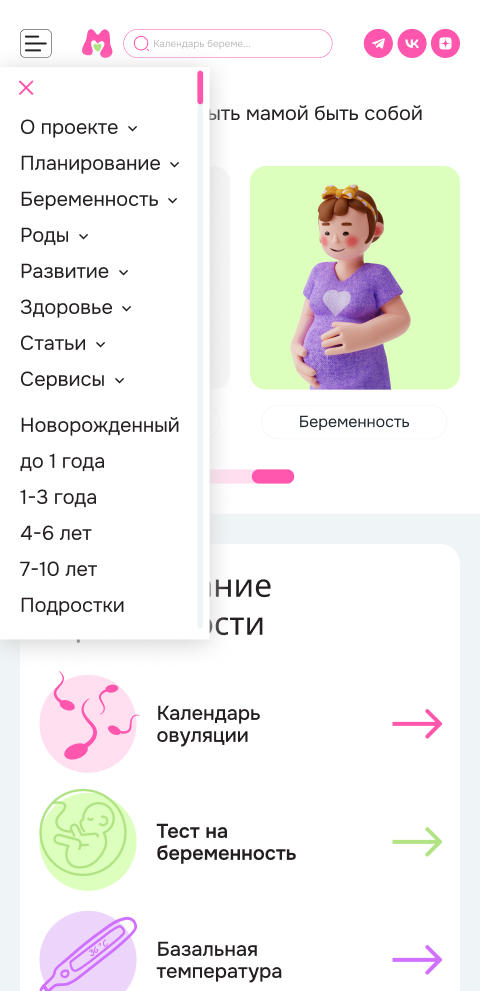 Календарь береме...
О проекте
Планирование
Беременность
Роды
Развитие
Здоровье
Статьи
Сервисы
Новорожденный
до 1 года
1-3 года
4-6 лет
7-10 лет
Подростки
ыть мамой быть собой
Беременность
ание
ости
Календарь
овуляции
Тест на
беременность
36°C
Базальная
температура